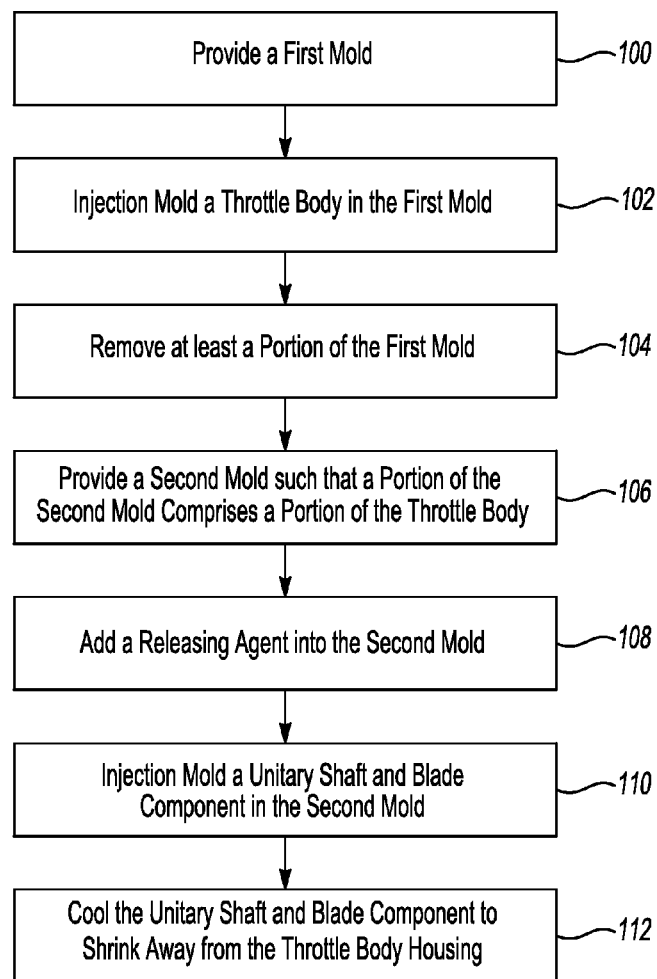 Provide a First Mold
100
Injection Mold a Throttle Body in the First Mold
102
Remove at least a Portion of the First Mold
104
Provide a Second Mold such that a Portion of the
Second Mold Comprises a Portion of the Throttle Body
106
Add a Releasing Agent into the Second Mold
108
Injection Mold a Unitary Shaft and Blade
Component in the Second Mold
110
Cool the Unitary Shaft and Blade Component to
Shrink Away from the Throttle Body Housing
112